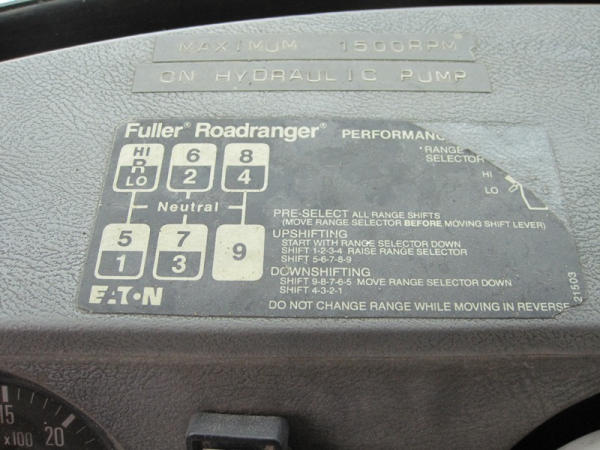 MAXIMUM 1500RPM
ON HYDRAULIC PUMP
Fuller® Roadranger® PERFORMANC
• RANGE
SELECTOR
HI
LO
HI R LO
6 2
8 4
Neutral
5 1
7 3
9
PRE-SELECT ALL RANGE SHIFTS
(MOVE RANGE SELECTOR BEFORE MOVING SHIFT LEVER)
UPSHIFTING
START WITH RANGE SELECTOR DOWN
SHIFT 1-2-3-4 RAISE RANGE SELECTOR
SHIFT 5-6-7-8-9
DOWNSHIFTING
SHIFT 9-8-7-6-5 MOVE RANGE SELECTOR DOWN
SHIFT 4-3-2-1
EATON
DO NOT CHANGE RANGE WHILE MOVING IN REVERSE
21503
15
x100 20